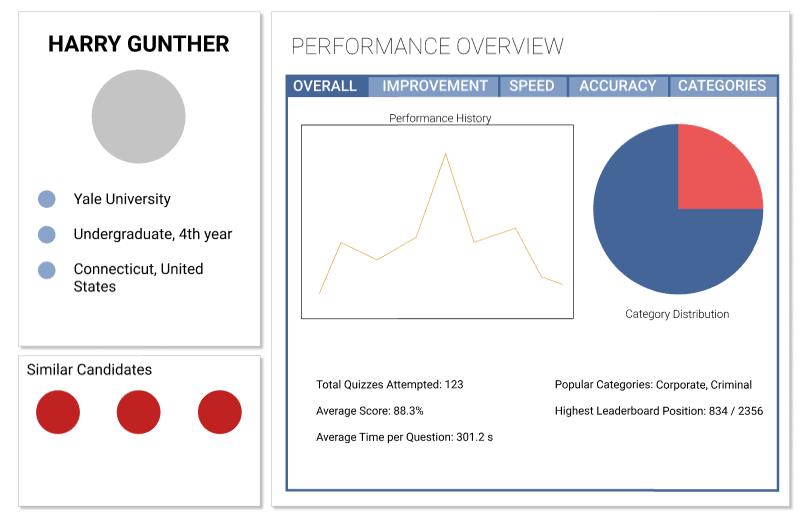 HARRY GUNTHER
Yale University
Undergraduate, 4th year
Connecticut, United
States
Similar Candidates
PERFORMANCE OVERVIEW
OVERALL IMPROVEMENT SPEED ACCURACY CATEGORIES
Performance History
Category Distribution
Total Quizzes Attempted: 123
Average Score: 88.3%
Average Time per Question: 301.2 s
Popular Categories: Corporate, Criminal
Highest Leaderboard Position: 834 / 2356